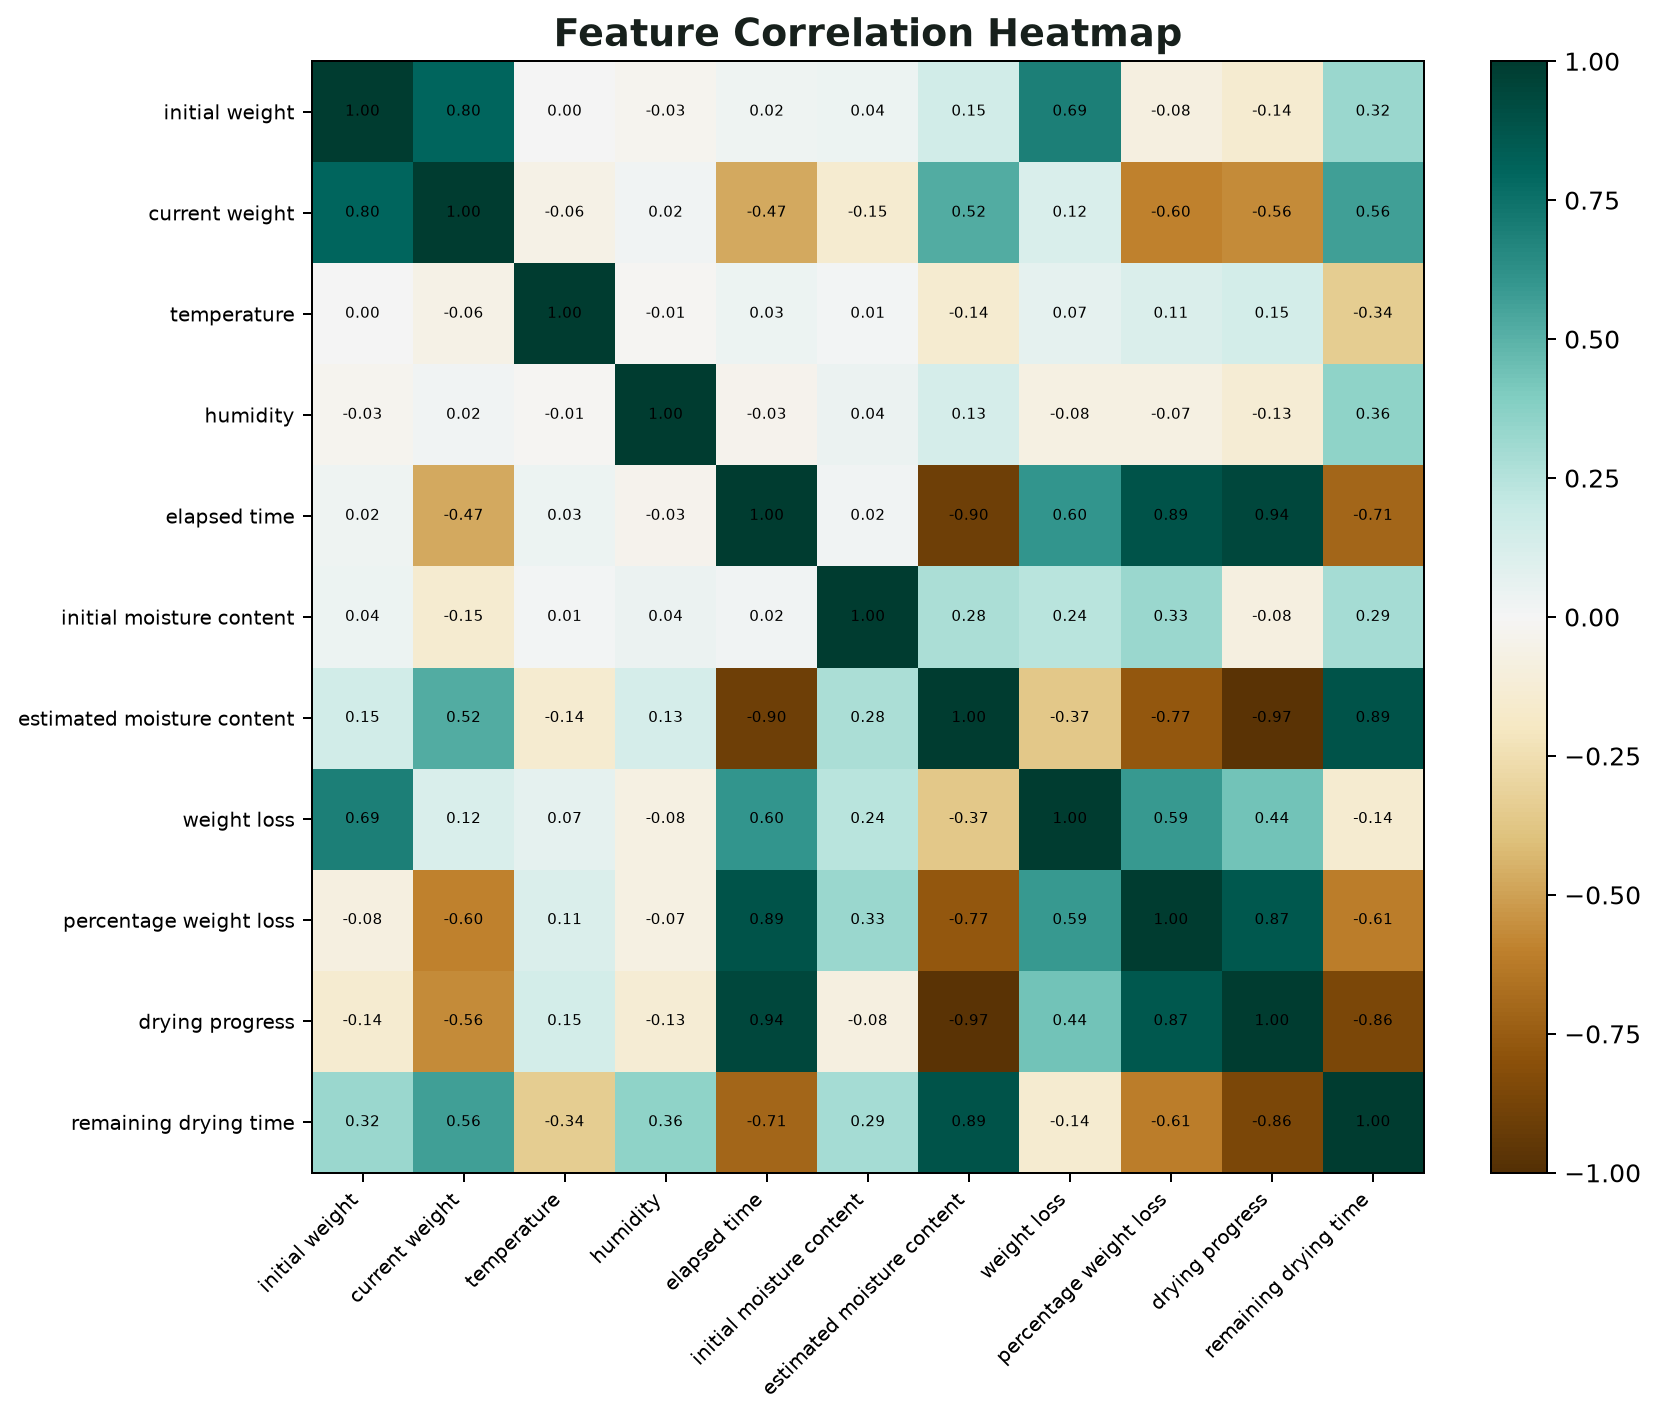 Feature Correlation Heatmap
initial weight 1.00 0.80 0.00 -0.03 0.02 0.04 0.15 0.69 -0.08 -0.14 0.32
current weight 0.80 1.00 -0.06 0.02 -0.47 -0.15 0.52 0.12 -0.60 -0.56 0.56
temperature 0.00 -0.06 1.00 -0.01 0.03 0.01 -0.14 0.07 0.11 0.15 -0.34
humidity -0.03 0.02 -0.01 1.00 -0.03 0.04 0.13 -0.08 -0.07 -0.13 0.36
elapsed time 0.02 -0.47 0.03 -0.03 1.00 0.02 -0.90 0.60 0.89 0.94 -0.71
initial moisture content 0.04 -0.15 0.01 0.04 0.02 1.00 0.28 0.24 0.33 -0.08 0.29
estimated moisture content 0.15 0.52 -0.14 0.13 -0.90 0.28 1.00 -0.37 -0.77 -0.97 0.89
weight loss 0.69 0.12 0.07 -0.08 0.60 0.24 -0.37 1.00 0.59 0.44 -0.14
percentage weight loss -0.08 -0.60 0.11 -0.07 0.89 0.33 -0.77 0.59 1.00 0.87 -0.61
drying progress -0.14 -0.56 0.15 -0.13 0.94 -0.08 -0.97 0.44 0.87 1.00 -0.86
remaining drying time 0.32 0.56 -0.34 0.36 -0.71 0.29 0.89 -0.14 -0.61 -0.86 1.00
initial weight
current weight
temperature
humidity
elapsed time
initial moisture content
estimated moisture content
weight loss
percentage weight loss
drying progress
remaining drying time
1.00
0.75
0.50
0.25
0.00
−0.25
−0.50
−0.75
−1.00